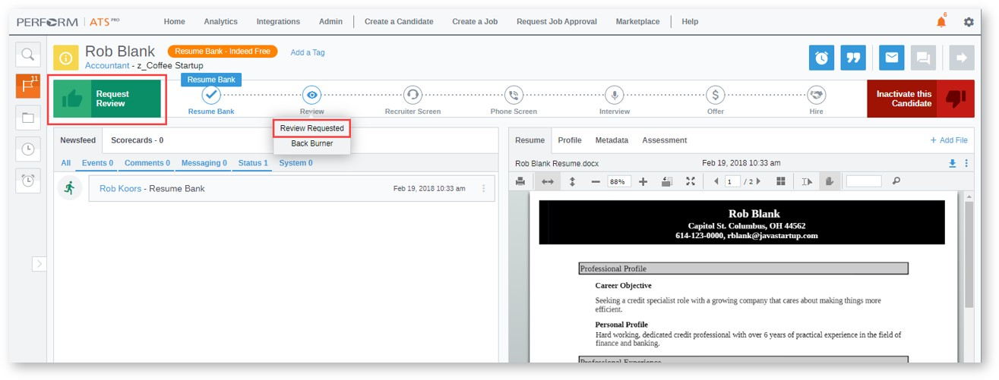 PERFORM | ATS PRO
Home Analytics Integrations Admin Create a Candidate Create a Job Request Job Approval Marketplace Help
6
Rob Blank Resume Bank - Indeed Free Add a Tag
Accountant - z_Coffee Startup
11
Request
Review
Resume Bank
Resume Bank
Review
Recruiter Screen
Phone Screen
Interview
$
Offer
Hire
Inactivate this
Candidate
Review Requested
Back Burner
Newsfeed Scorecards - 0
All Events 0 Comments 0 Messaging 0 Status 1 System 0
Rob Koors - Resume Bank Feb 19, 2018 10:33 am
Resume Profile Metadata Assessment + Add File
Rob Blank Resume.docx Feb 19, 2018 10:33 am
88% 1 / 2
Rob Blank
Capitol St. Columbus, OH 44562
614-123-0000, rblank@javastartup.com
Professional Profile
Career Objective
Seeking a credit specialist role with a growing company that cares about making things more
efficient.
Personal Profile
Hard working, dedicated credit professional with over 6 years of practical experience in the field of
finance and banking.
Professional Experience